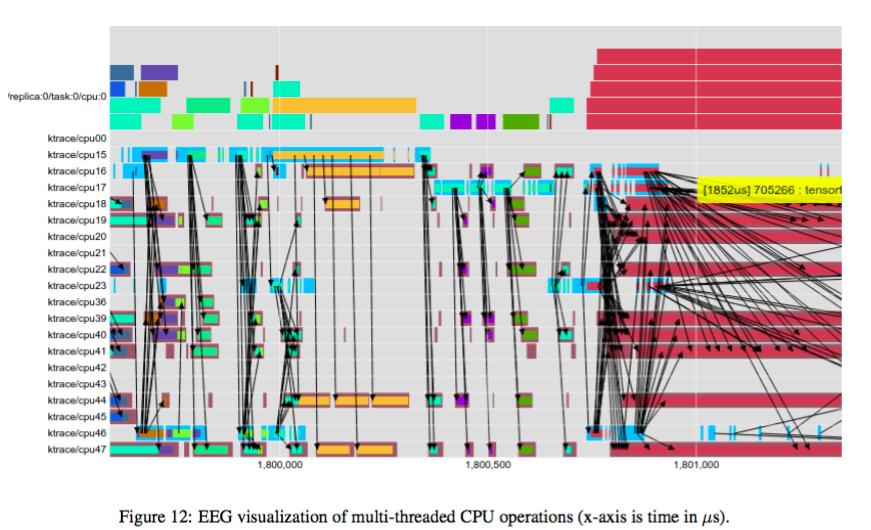 /replica:0/task:0/cpu:0
ktrace/cpu00
ktrace/cpu15
ktrace/cpu16
ktrace/cpu17
[1852us] 705266 : tensorf
ktrace/cpu18
ktrace/cpu19
ktrace/cpu20
ktrace/cpu21
ktrace/cpu22
ktrace/cpu23
ktrace/cpu36
ktrace/cpu39
ktrace/cpu40
ktrace/cpu41
ktrace/cpu42
ktrace/cpu43
ktrace/cpu44
ktrace/cpu45
ktrace/cpu46
ktrace/cpu47
1,800,000 1,800,500 1,801,000
Figure 12: EEG visualization of multi-threaded CPU operations (x-axis is time in μs).